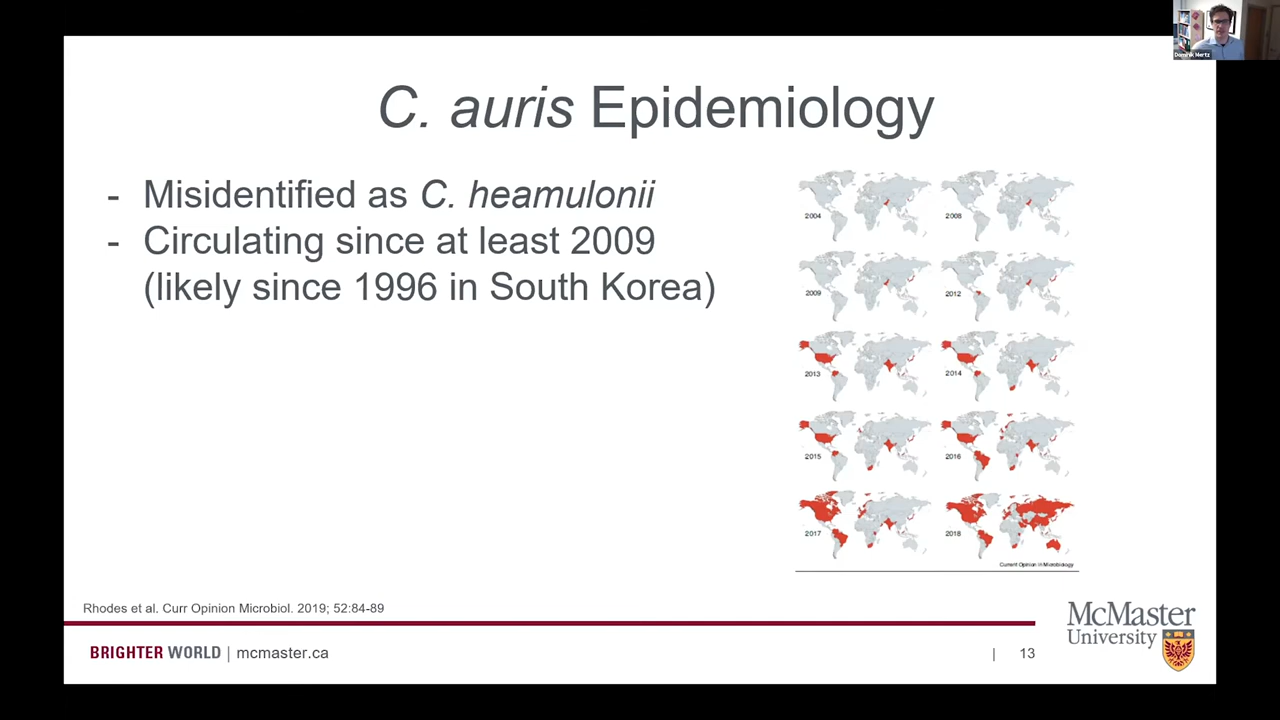 Dominik Mertz
C. auris Epidemiology
- Misidentified as C. heamulonii
- Circulating since at least 2009
(likely since 1996 in South Korea)
2004
2008
2009
2012
2013
2014
2015
2016
2017
2018
Current Opinion in Microbiology
Rhodes et al. Curr Opinion Microbiol. 2019; 52:84-89
BRIGHTER WORLD | mcmaster.ca
| 13
McMaster
University